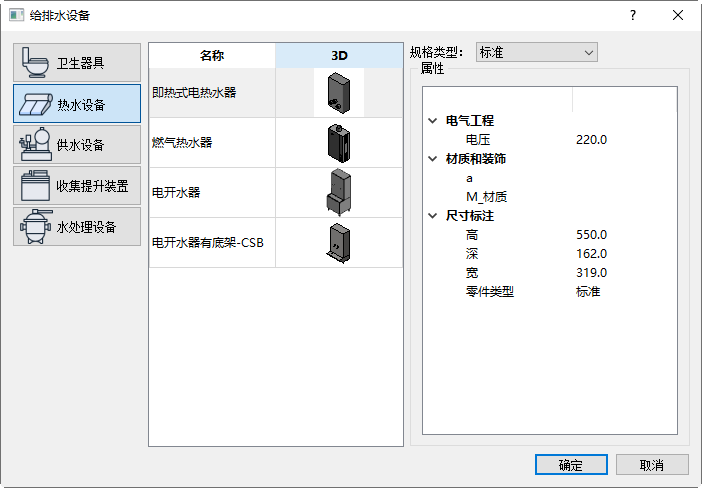 给排水设备
卫生器具
热水设备
供水设备
收集提升装置
水处理设备
名称 3D
即热式电热水器
燃气热水器
电开水器
电开水器有底架-CSB
规格类型: 标准
属性
电气工程
电压 220.0
材质和装饰
a
M_材质
尺寸标注
高 550.0
深 162.0
宽 319.0
零件类型 标准
确定 取消